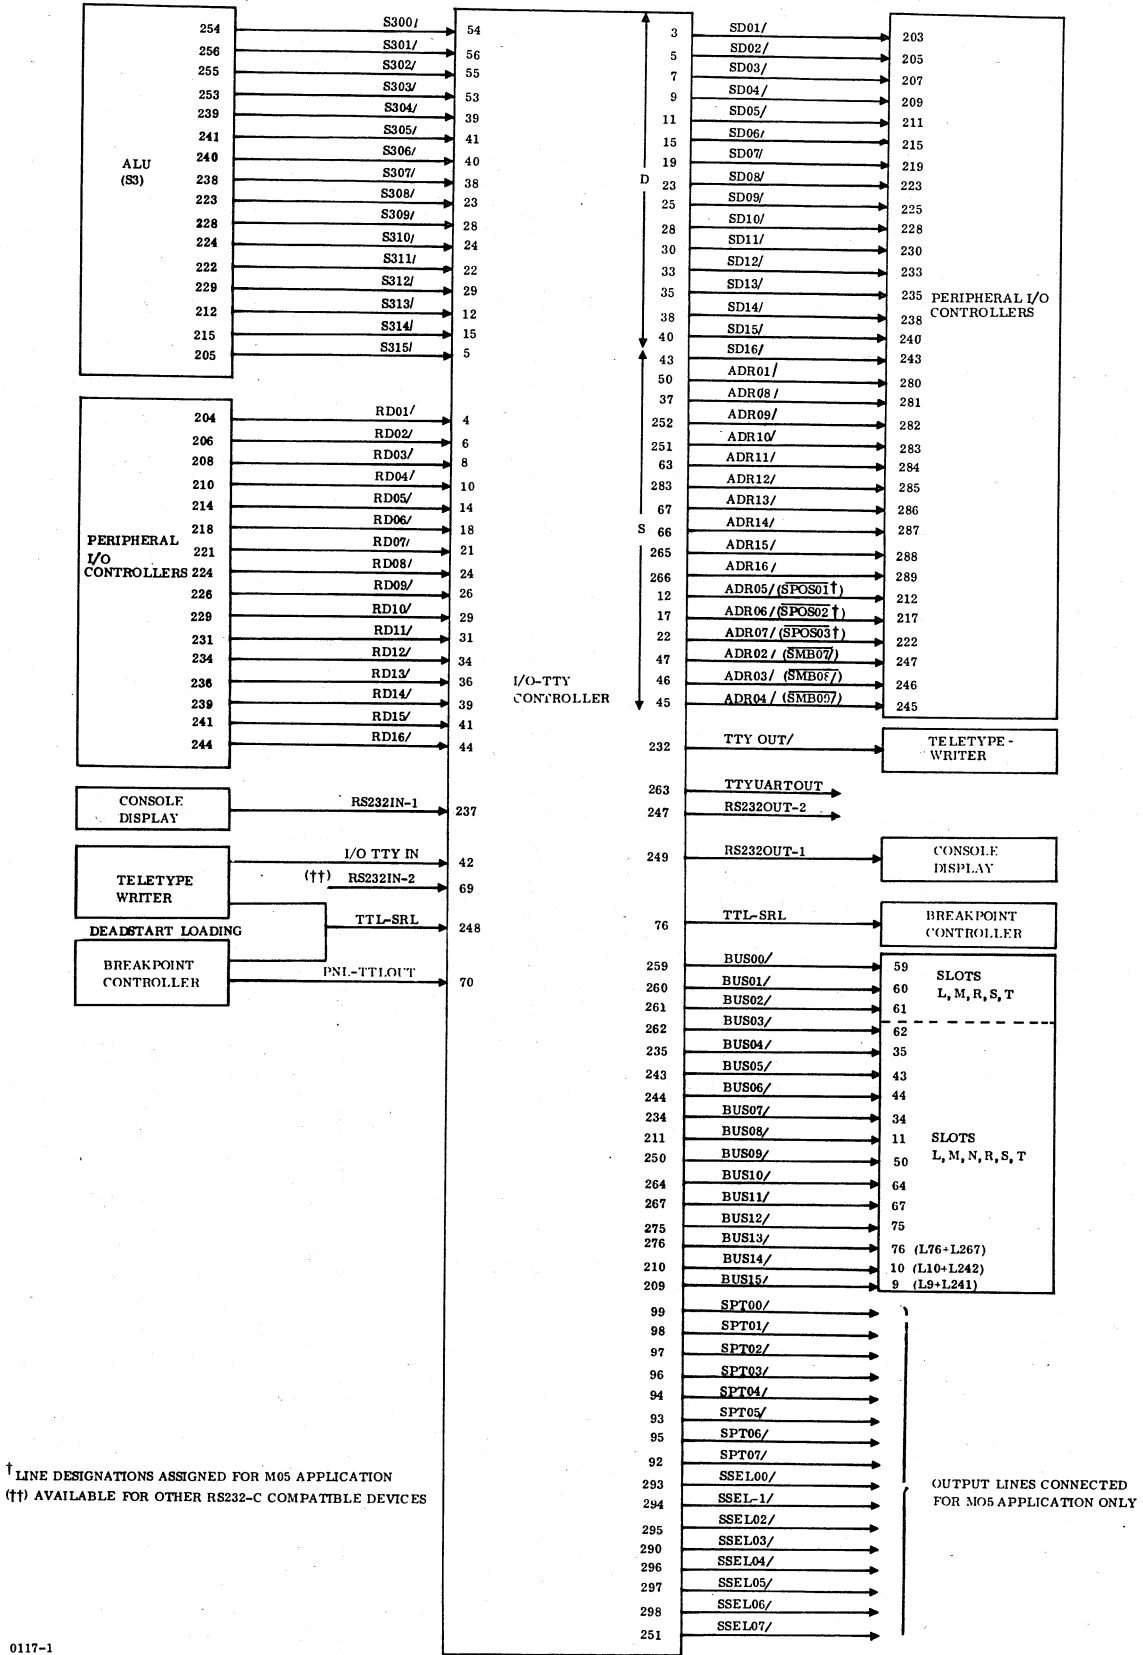 254 S300/ 54
256 S301/ 56
255 S302/ 55
253 S303/ 53
239 S304/ 39
241 S305/ 41
240 S306/ 40
238 S307/ 38
223 S308/ 23
228 S309/ 28
224 S310/ 24
222 S311/ 22
229 S312/ 29
212 S313/ 12
215 S314/ 15
205 S315/ 5
ALU
(S3)
204 RD01/ 4
206 RD02/ 6
208 RD03/ 8
210 RD04/ 10
214 RD05/ 14
218 RD06/ 18
221 RD07/ 21
224 RD08/ 24
226 RD09/ 26
229 RD10/ 29
231 RD11/ 31
234 RD12/ 34
236 RD13/ 36
239 RD14/ 39
241 RD15/ 41
244 RD16/ 44
PERIPHERAL
I/O
CONTROLLERS
CONSOLE
DISPLAY
RS232IN-1 237
TELETYPE
WRITER
I/O TTY IN 42
(††) RS232IN-2 69
TTL-SRL 248
DEADSTART LOADING
BREAKPOINT
CONTROLLER
PNL-TTLOUT 70
I/O-TTY
CONTROLLER
D
S
3 SD01/ 203
5 SD02/ 205
7 SD03/ 207
9 SD04/ 209
11 SD05/ 211
15 SD06/ 215
19 SD07/ 219
23 SD08/ 223
25 SD09/ 225
28 SD10/ 228
30 SD11/ 230
33 SD12/ 233
35 SD13/ 235
38 SD14/ 238
40 SD15/ 240
43 SD16/ 243
50 ADR01/ 280
37 ADR08/ 281
252 ADR09/ 282
251 ADR10/ 283
63 ADR11/ 284
283 ADR12/ 285
67 ADR13/ 286
66 ADR14/ 287
265 ADR15/ 288
266 ADR16/ 289
12 ADR05/ (SPOS01†) 212
17 ADR06/ (SPOS02†) 217
22 ADR07/ (SPOS03†) 222
47 ADR02/ (SMB07/) 247
46 ADR03/ (SMB08/) 246
45 ADR04/ (SMB09/) 245
PERIPHERAL I/O
CONTROLLERS
232 TTY OUT/
TELETYPE-
WRITER
263 TTYUARTOUT
247 RS232OUT-2
249 RS232OUT-1
CONSOLE
DISPLAY
76 TTL-SRL
BREAKPOINT
CONTROLLER
259 BUS00/ 59
260 BUS01/ 60
261 BUS02/ 61
262 BUS03/ 62
235 BUS04/ 35
243 BUS05/ 43
244 BUS06/ 44
234 BUS07/ 34
211 BUS08/ 11
250 BUS09/ 50
264 BUS10/ 64
267 BUS11/ 67
275 BUS12/ 75
276 BUS13/ 76 (L76+L267)
210 BUS14/ 10 (L10+L242)
209 BUS15/ 9 (L9+L241)
SLOTS
L, M, R, S, T
SLOTS
L, M, N, R, S, T
99 SPT00/
98 SPT01/
97 SPT02/
96 SPT03/
94 SPT04/
93 SPT05/
95 SPT06/
92 SPT07/
293 SSEL00/
294 SSEL-1/
295 SSEL02/
290 SSEL03/
296 SSEL04/
297 SSEL05/
298 SSEL06/
251 SSEL07/
OUTPUT LINES CONNECTED
FOR M05 APPLICATION ONLY
† LINE DESIGNATIONS ASSIGNED FOR M05 APPLICATION
(††) AVAILABLE FOR OTHER RS232-C COMPATIBLE DEVICES
0117-1